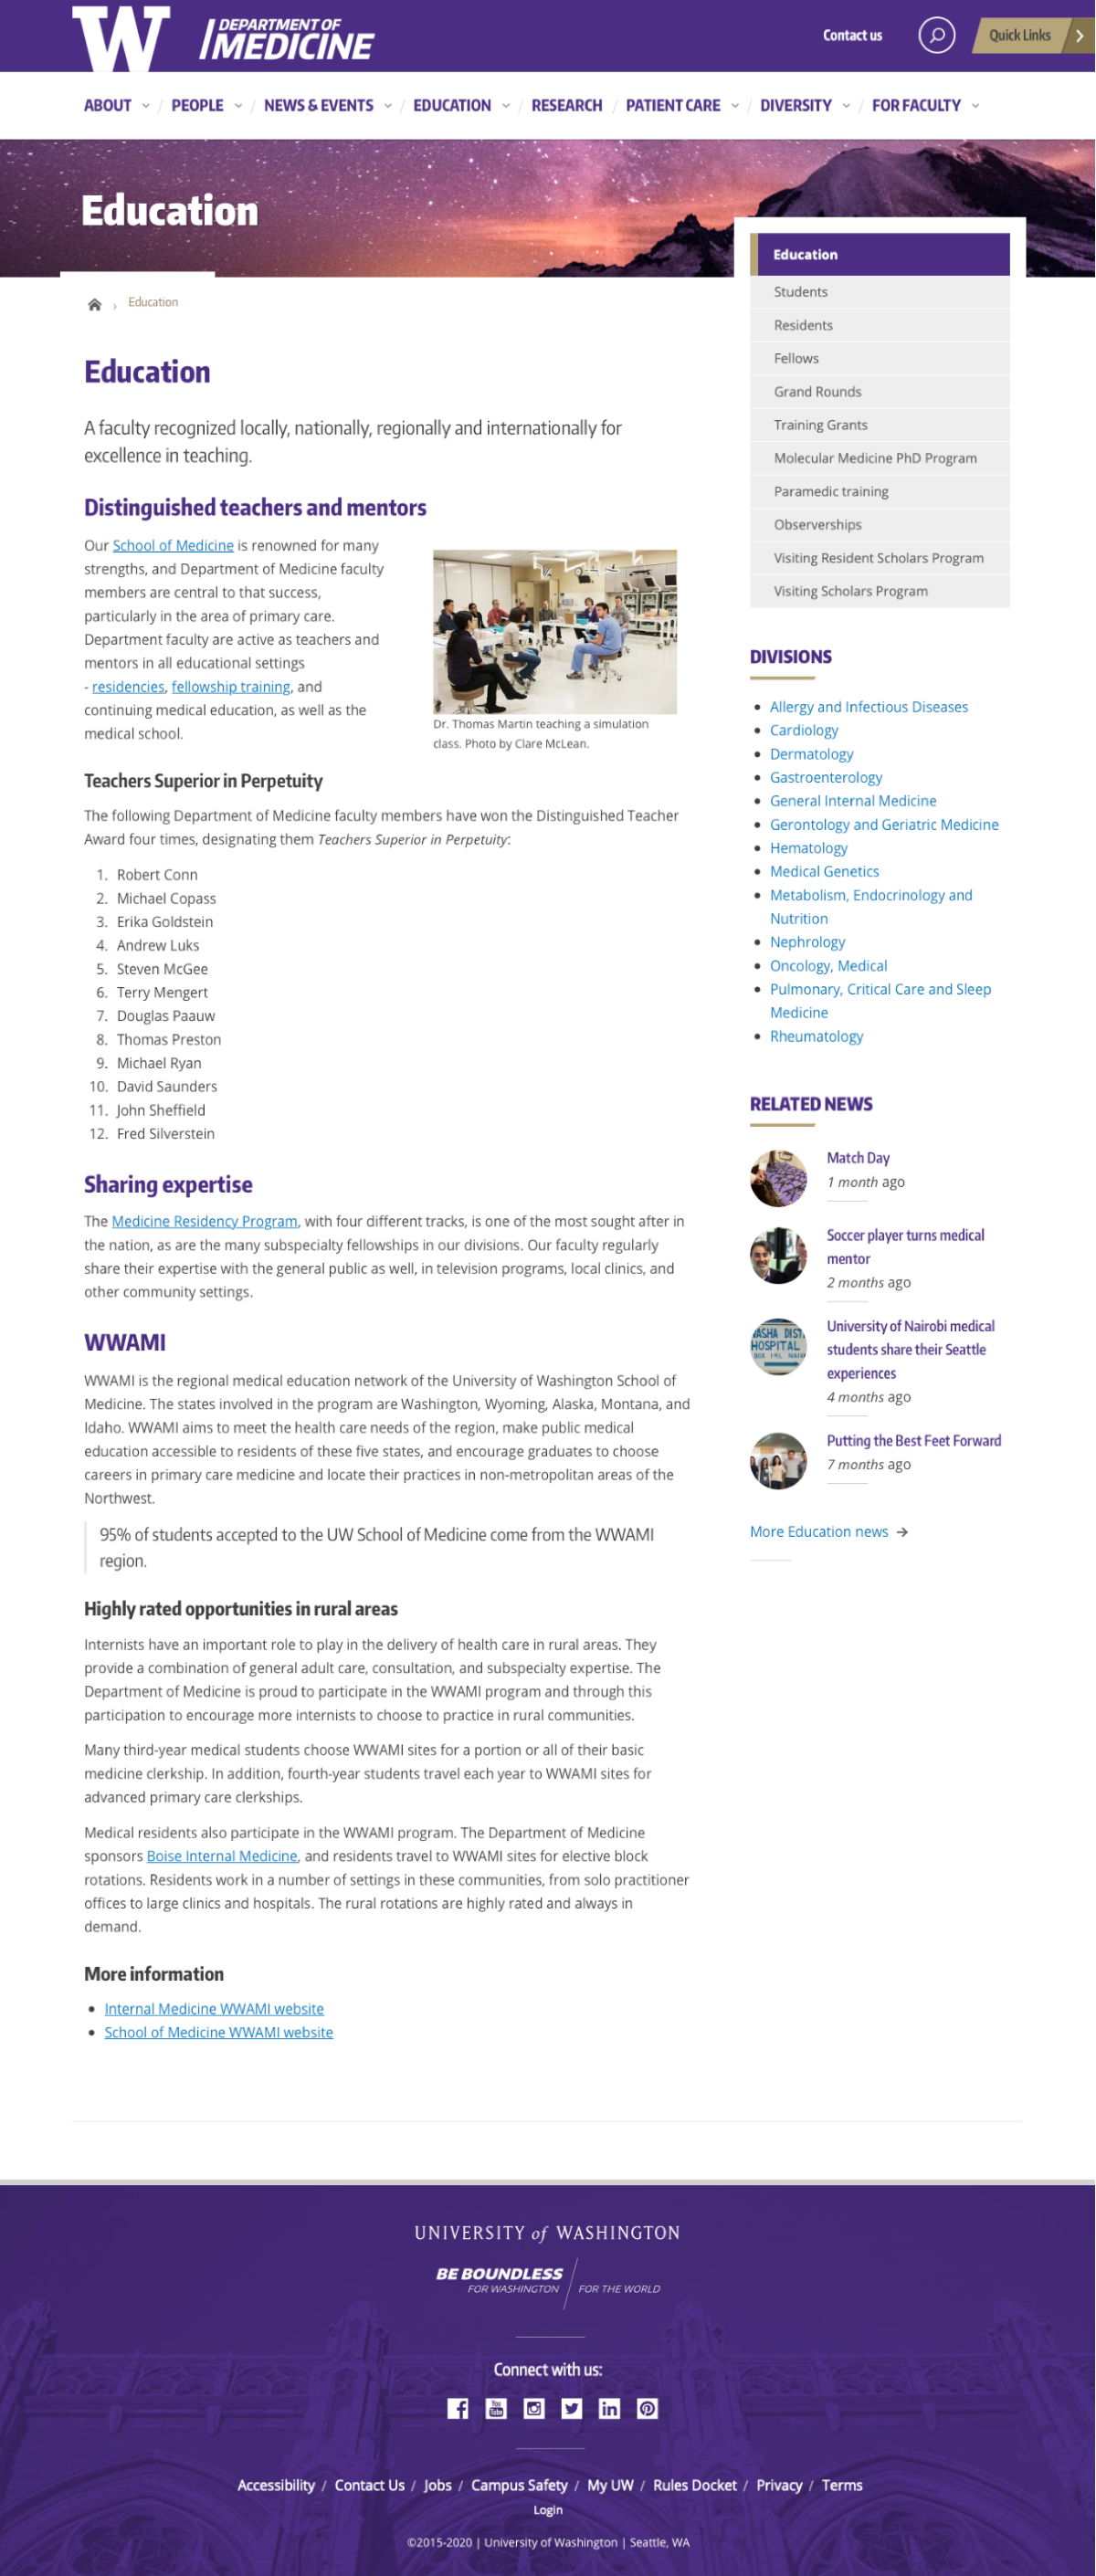 W DEPARTMENT OF
MEDICINE
Contact us
Quick Links
ABOUT / PEOPLE / NEWS & EVENTS / EDUCATION / RESEARCH / PATIENT CARE / DIVERSITY / FOR FACULTY
Education
Education
Education
A faculty recognized locally, nationally, regionally and internationally for
excellence in teaching.
Distinguished teachers and mentors
Our School of Medicine is renowned for many
strengths, and Department of Medicine faculty
members are central to that success,
particularly in the area of primary care.
Department faculty are active as teachers and
mentors in all educational settings
- residencies, fellowship training, and
continuing medical education, as well as the
medical school.
Dr. Thomas Martin teaching a simulation
class. Photo by Clare McLean.
Teachers Superior in Perpetuity
The following Department of Medicine faculty members have won the Distinguished Teacher
Award four times, designating them Teachers Superior in Perpetuity:
1. Robert Conn
2. Michael Copass
3. Erika Goldstein
4. Andrew Luks
5. Steven McGee
6. Terry Mengert
7. Douglas Paauw
8. Thomas Preston
9. Michael Ryan
10. David Saunders
11. John Sheffield
12. Fred Silverstein
Sharing expertise
The Medicine Residency Program, with four different tracks, is one of the most sought after in
the nation, as are the many subspecialty fellowships in our divisions. Our faculty regularly
share their expertise with the general public as well, in television programs, local clinics, and
other community settings.
WWAMI
WWAMI is the regional medical education network of the University of Washington School of
Medicine. The states involved in the program are Washington, Wyoming, Alaska, Montana, and
Idaho. WWAMI aims to meet the health care needs of the region, make public medical
education accessible to residents of these five states, and encourage graduates to choose
careers in primary care medicine and locate their practices in non-metropolitan areas of the
Northwest.
95% of students accepted to the UW School of Medicine come from the WWAMI
region.
Highly rated opportunities in rural areas
Internists have an important role to play in the delivery of health care in rural areas. They
provide a combination of general adult care, consultation, and subspecialty expertise. The
Department of Medicine is proud to participate in the WWAMI program and through this
participation to encourage more internists to choose to practice in rural communities.
Many third-year medical students choose WWAMI sites for a portion or all of their basic
medicine clerkship. In addition, fourth-year students travel each year to WWAMI sites for
advanced primary care clerkships.
Medical residents also participate in the WWAMI program. The Department of Medicine
sponsors Boise Internal Medicine, and residents travel to WWAMI sites for elective block
rotations. Residents work in a number of settings in these communities, from solo practitioner
offices to large clinics and hospitals. The rural rotations are highly rated and always in
demand.
More information
Internal Medicine WWAMI website
School of Medicine WWAMI website
Education
Students
Residents
Fellows
Grand Rounds
Training Grants
Molecular Medicine PhD Program
Paramedic training
Observerships
Visiting Resident Scholars Program
Visiting Scholars Program
DIVISIONS
Allergy and Infectious Diseases
Cardiology
Dermatology
Gastroenterology
General Internal Medicine
Gerontology and Geriatric Medicine
Hematology
Medical Genetics
Metabolism, Endocrinology and
Nutrition
Nephrology
Oncology, Medical
Pulmonary, Critical Care and Sleep
Medicine
Rheumatology
RELATED NEWS
Match Day
1 month ago
Soccer player turns medical
mentor
2 months ago
HOSPITAL
University of Nairobi medical
students share their Seattle
experiences
4 months ago
Putting the Best Feet Forward
7 months ago
More Education news →
UNIVERSITY of WASHINGTON
BE BOUNDLESS
FOR WASHINGTON / FOR THE WORLD
Connect with us:
Accessibility / Contact Us / Jobs / Campus Safety / My UW / Rules Docket / Privacy / Terms
Login
©2015-2020 | University of Washington | Seattle, WA